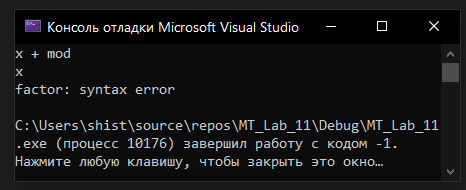 Консоль отладки Microsoft Visual Studio
x + mod
x
factor: syntax error
C:\Users\shist\source\repos\MT_Lab_11\Debug\MT_Lab_11
.exe (процесс 10176) завершил работу с кодом -1.
Нажмите любую клавишу, чтобы закрыть это окно…